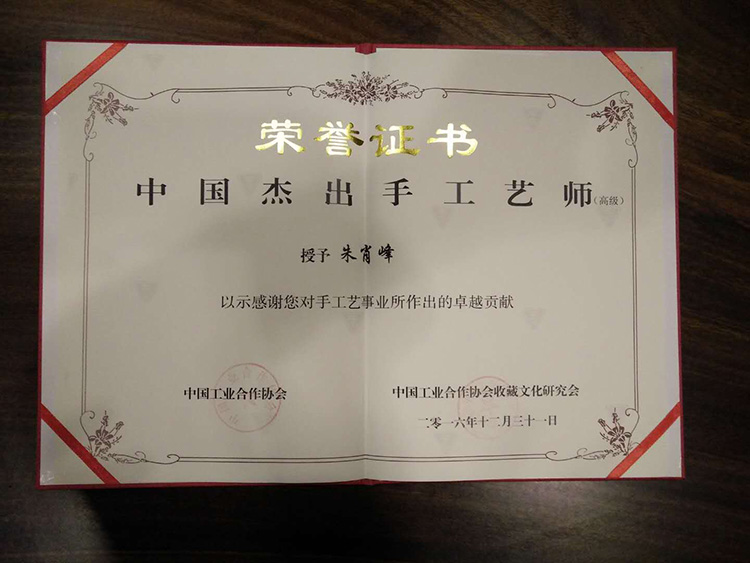 荣誉证书
中国杰出手工艺师(高级)
授予 朱肖峰
以示感谢您对手工艺事业所作出的卓越贡献
中国工业合作协会
中国工业合作协会收藏文化研究会
二零一六年十二月三十一日